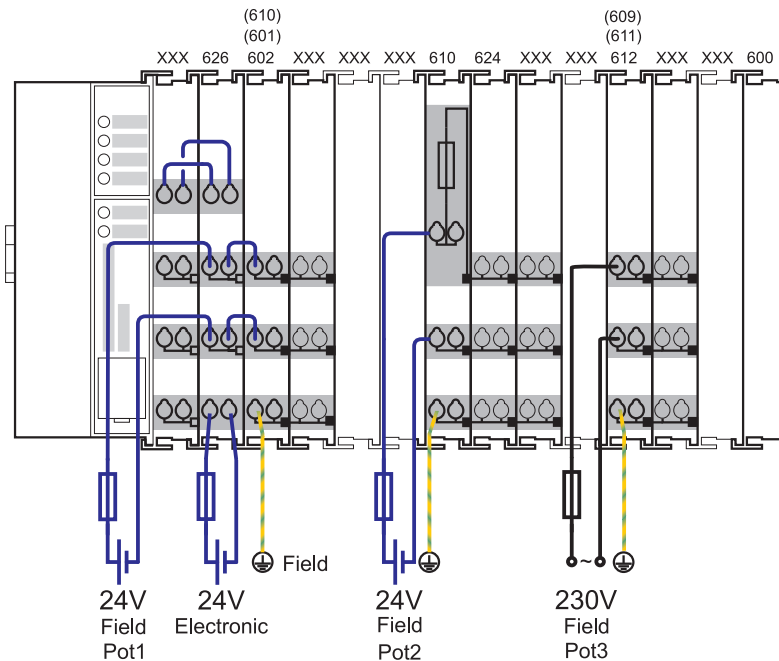 (610)
(601)
(609)
(611)
XXX 626 602 XXX XXX XXX 610 624 XXX XXX 612 XXX XXX 600
Field
24V
Field
Pot1
24V
Electronic
24V
Field
Pot2
~
230V
Field
Pot3